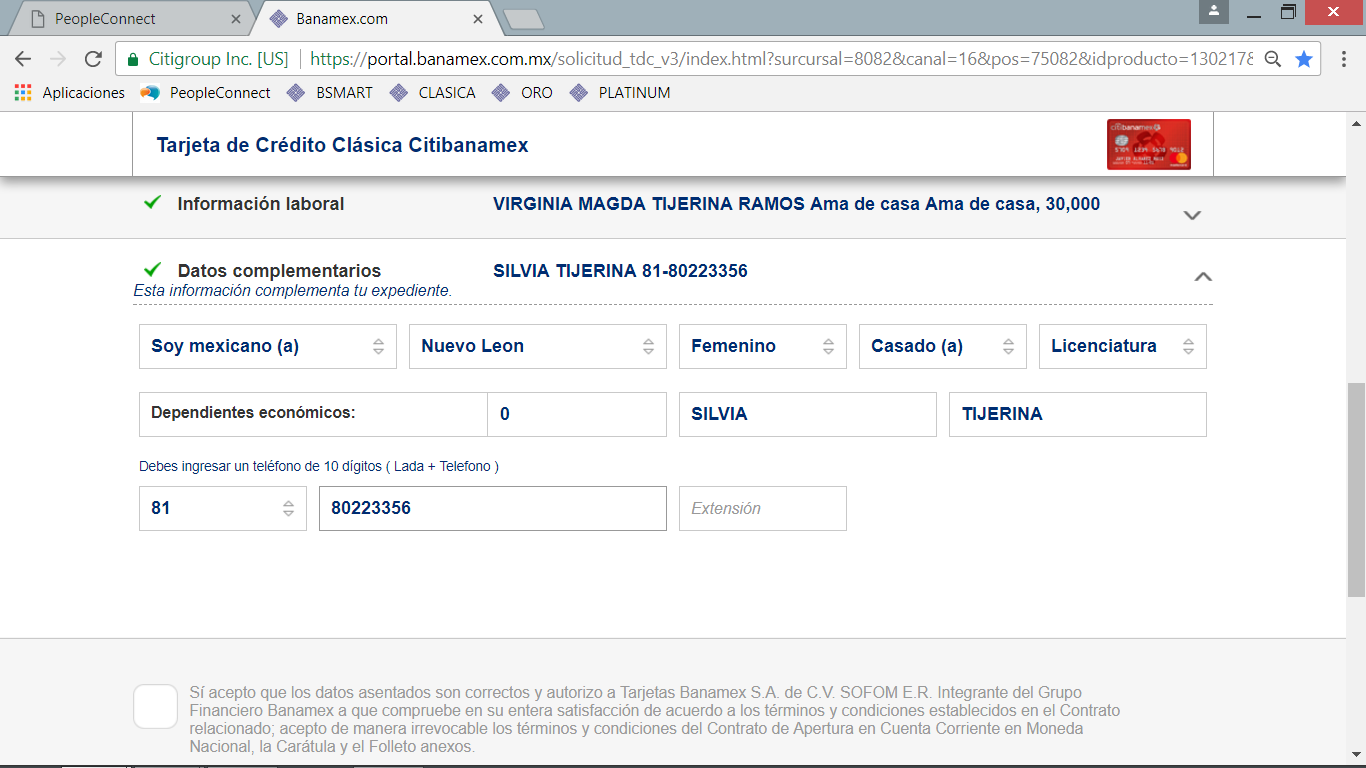 PeopleConnect
Banamex.com
Citigroup Inc. [US] https://portal.banamex.com.mx/solicitud_tdc_v3/index.html?surcursal=8082&canal=16&pos=75082&idproducto=130217&
Aplicaciones PeopleConnect BSMART CLASICA ORO PLATINUM
Tarjeta de Crédito Clásica Citibanamex
citibanamex
Información laboral VIRGINIA MAGDA TIJERINA RAMOS Ama de casa Ama de casa, 30,000
Datos complementarios SILVIA TIJERINA 81-80223356
Esta información complementa tu expediente.
Soy mexicano (a) Nuevo Leon Femenino Casado (a) Licenciatura
Dependientes económicos: 0 SILVIA TIJERINA
Debes ingresar un teléfono de 10 dígitos ( Lada + Telefono )
81 80223356 Extensión
Sí acepto que los datos asentados son correctos y autorizo a Tarjetas Banamex S.A. de C.V. SOFOM E.R. Integrante del Grupo
Financiero Banamex a que compruebe en su entera satisfacción de acuerdo a los términos y condiciones establecidos en el Contrato
relacionado; acepto de manera irrevocable los términos y condiciones del Contrato de Apertura en Cuenta Corriente en Moneda
Nacional, la Carátula y el Folleto anexos.